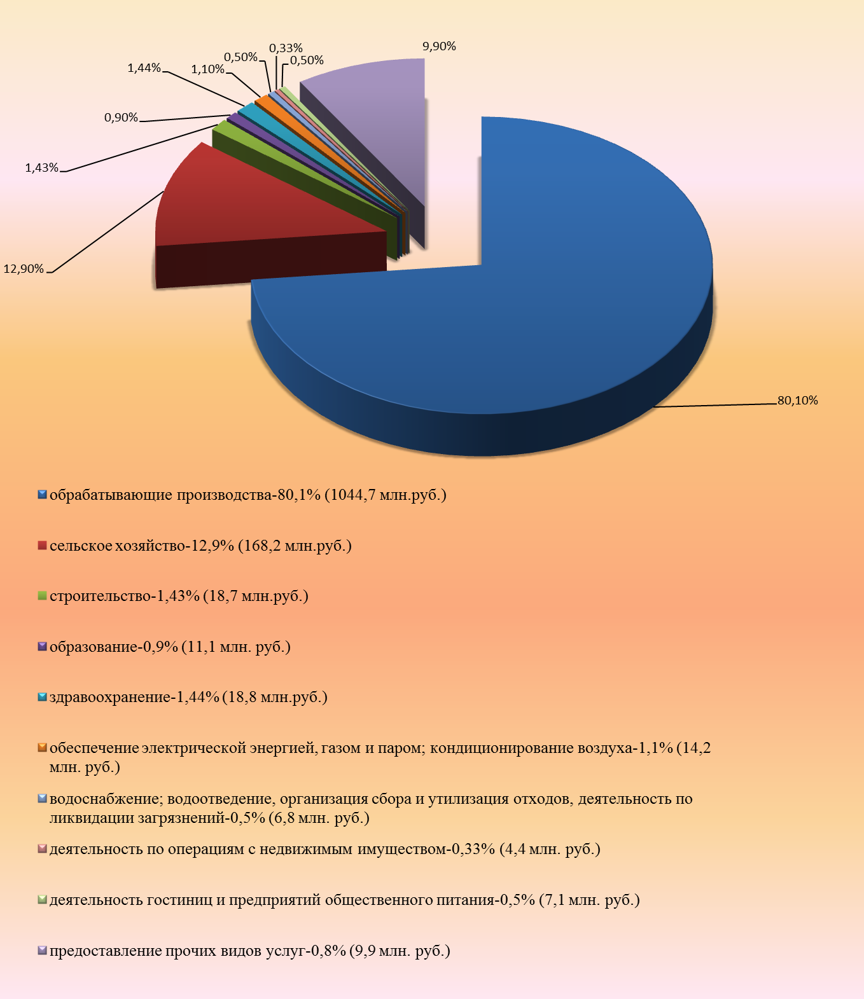 9,90%
0,33%
0,50%
0,50%
1,10%
1,44%
0,90%
1,43%
12,90%
80,10%
обрабатывающие производства-80,1% (1044,7 млн.руб.)
сельское хозяйство-12,9% (168,2 млн.руб.)
строительство-1,43% (18,7 млн.руб.)
образование-0,9% (11,1 млн. руб.)
здравоохранение-1,44% (18,8 млн.руб.)
обеспечение электрической энергией, газом и паром; кондиционирование воздуха-1,1% (14,2
млн. руб.)
водоснабжение; водоотведение, организация сбора и утилизация отходов, деятельность по
ликвидации загрязнений-0,5% (6,8 млн. руб.)
деятельность по операциям с недвижимым имуществом-0,33% (4,4 млн. руб.)
деятельность гостиниц и предприятий общественного питания-0,5% (7,1 млн. руб.)
предоставление прочих видов услуг-0,8% (9,9 млн. руб.)